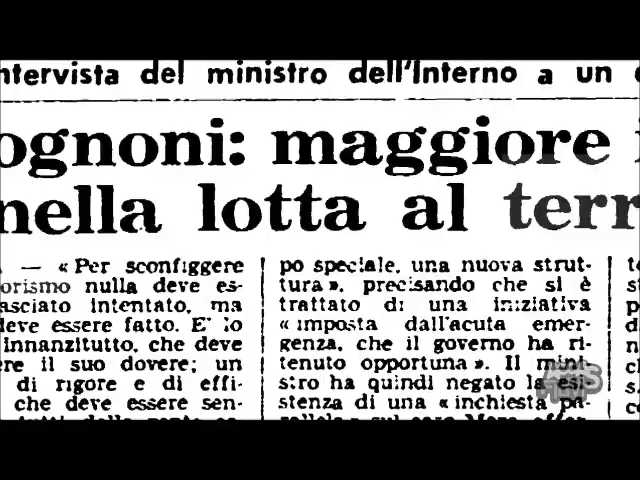 ntervista del ministro dell'Interno a un
ognoni: maggiore
nella lotta al terr
— «Per sconfiggere
orismo nulla deve es-
asciato intentato, ma
deve essere fatto. E' lo
innanzitutto, che deve
re il suo dovere; un
di rigore e di effi-
che deve essere sen-
po speciale, una nuova strut-
tura», precisando che si è
trattato di una iniziativa
«imposta dall'acuta emer-
genza, che il governo ha ri-
tenuto opportuna». Il mini-
stro ha quindi negato la esi-
stenza di una «inchiesta pa-